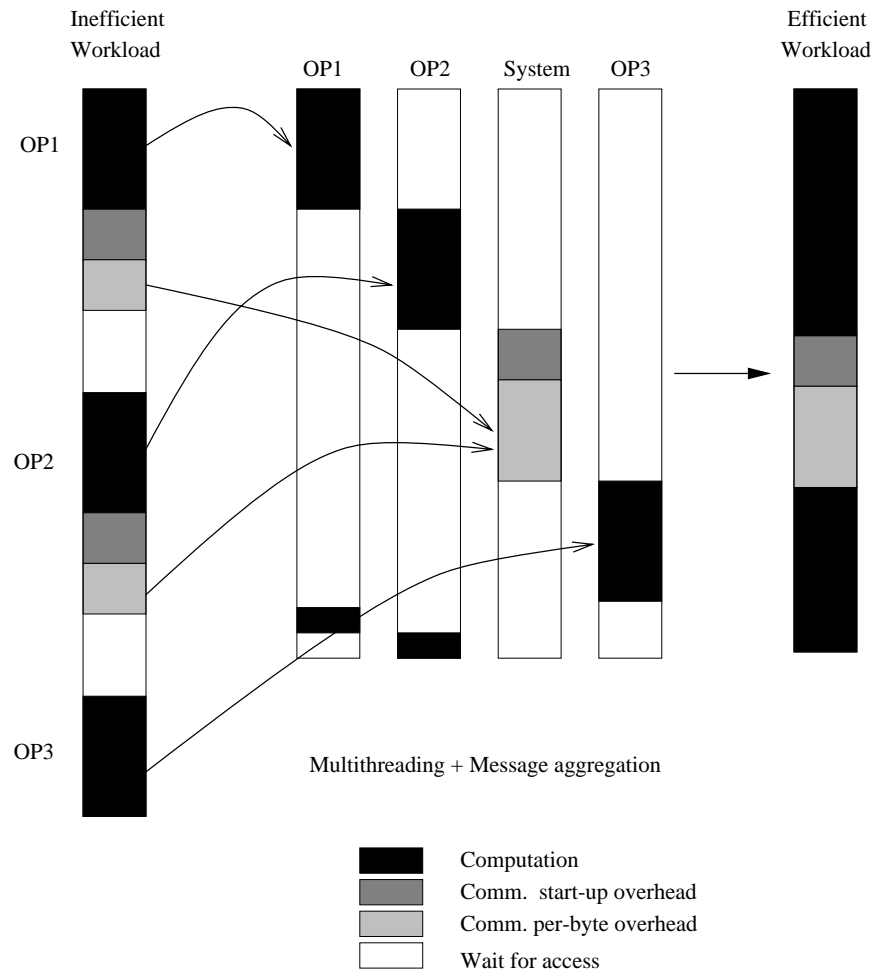 Inefficient
Workload
OP1
OP2
System
OP3
Efficient
Workload
OP1
OP2
OP3
Multithreading + Message aggregation
Computation
Comm. start-up overhead
Comm. per-byte overhead
Wait for access